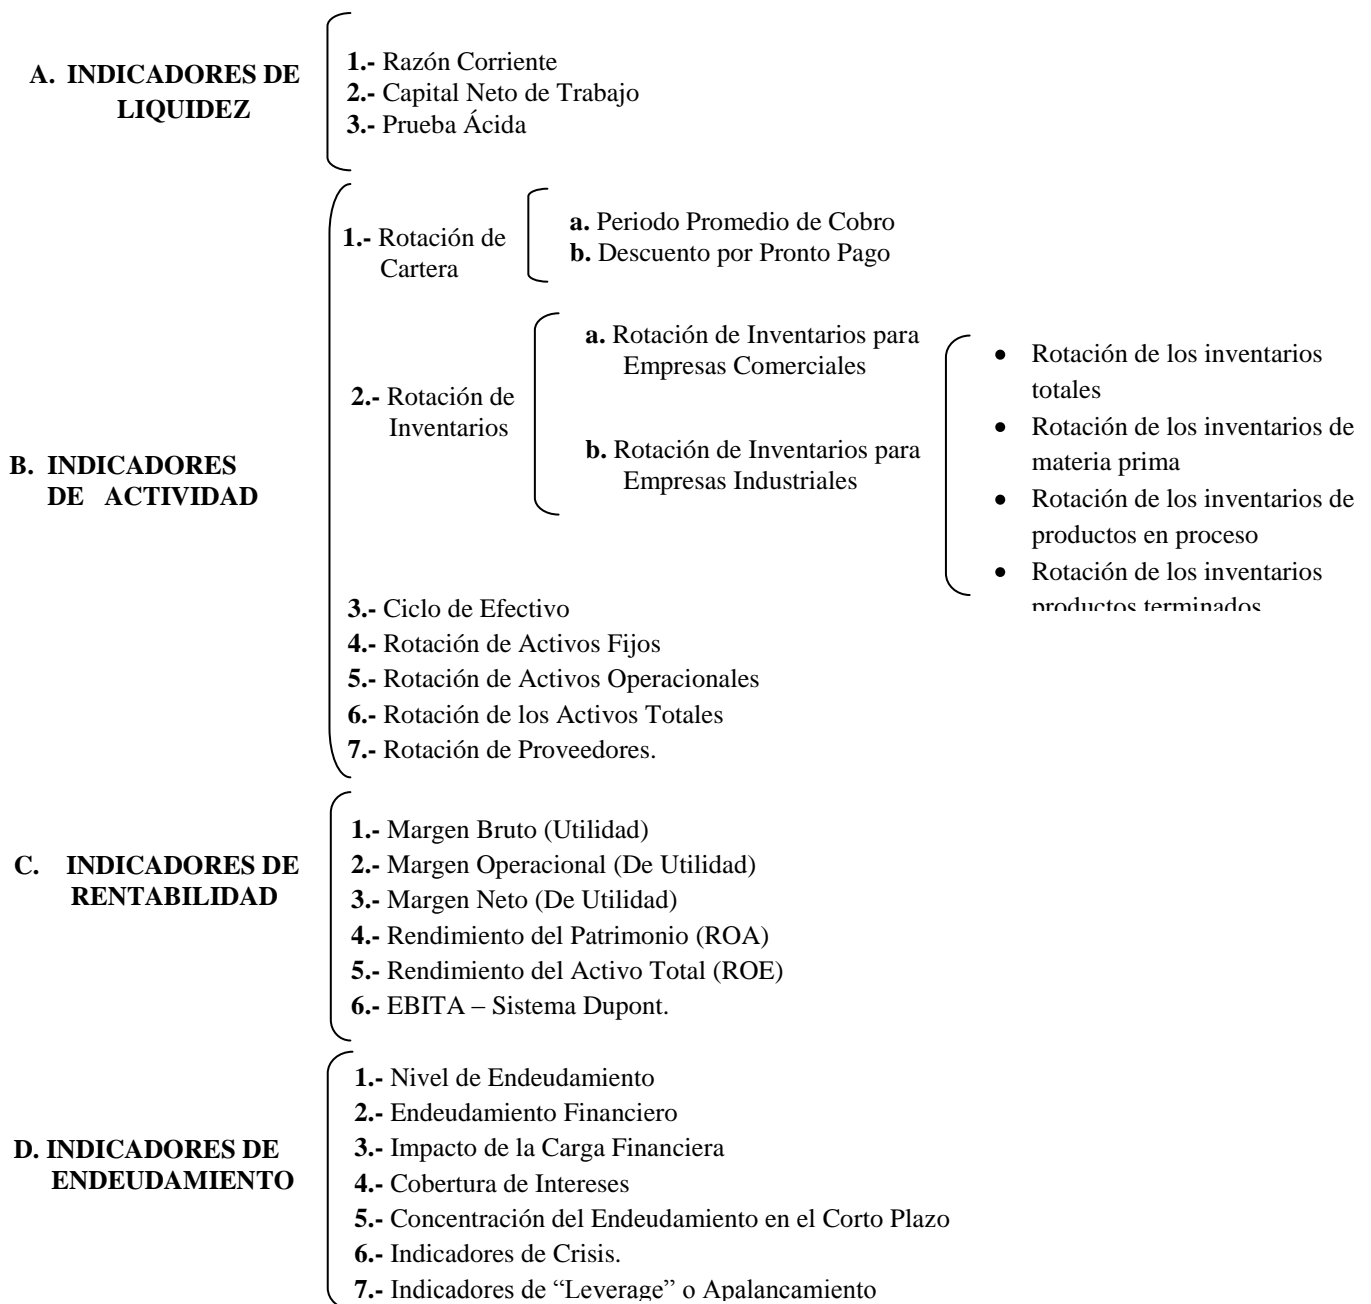 A. INDICADORES DE
LIQUIDEZ
1.- Razón Corriente
2.- Capital Neto de Trabajo
3.- Prueba Ácida
B. INDICADORES
DE ACTIVIDAD
1.- Rotación de
Cartera
a. Periodo Promedio de Cobro
b. Descuento por Pronto Pago
2.- Rotación de
Inventarios
a. Rotación de Inventarios para
Empresas Comerciales
b. Rotación de Inventarios para
Empresas Industriales
• Rotación de los inventarios
totales
• Rotación de los inventarios de
materia prima
• Rotación de los inventarios de
productos en proceso
• Rotación de los inventarios
productos terminados
3.- Ciclo de Efectivo
4.- Rotación de Activos Fijos
5.- Rotación de Activos Operacionales
6.- Rotación de los Activos Totales
7.- Rotación de Proveedores.
C. INDICADORES DE
RENTABILIDAD
1.- Margen Bruto (Utilidad)
2.- Margen Operacional (De Utilidad)
3.- Margen Neto (De Utilidad)
4.- Rendimiento del Patrimonio (ROA)
5.- Rendimiento del Activo Total (ROE)
6.- EBITA – Sistema Dupont.
D. INDICADORES DE
ENDEUDAMIENTO
1.- Nivel de Endeudamiento
2.- Endeudamiento Financiero
3.- Impacto de la Carga Financiera
4.- Cobertura de Intereses
5.- Concentración del Endeudamiento en el Corto Plazo
6.- Indicadores de Crisis.
7.- Indicadores de “Leverage” o Apalancamiento